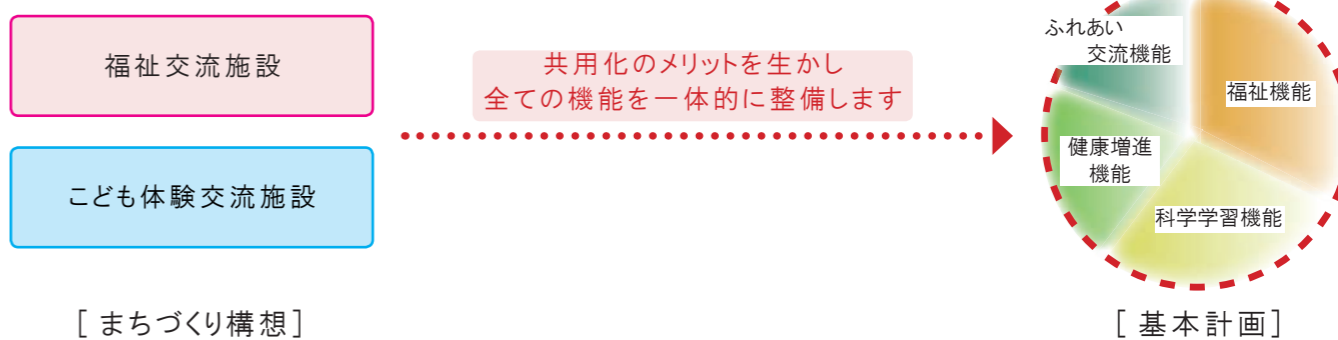 福祉交流施設
こども体験交流施設
[まちづくり構想]
共用化のメリットを生かし
全ての機能を一体的に整備します
ふれあい
交流機能
福祉機能
健康増進
機能
科学学習機能
[基本計画]